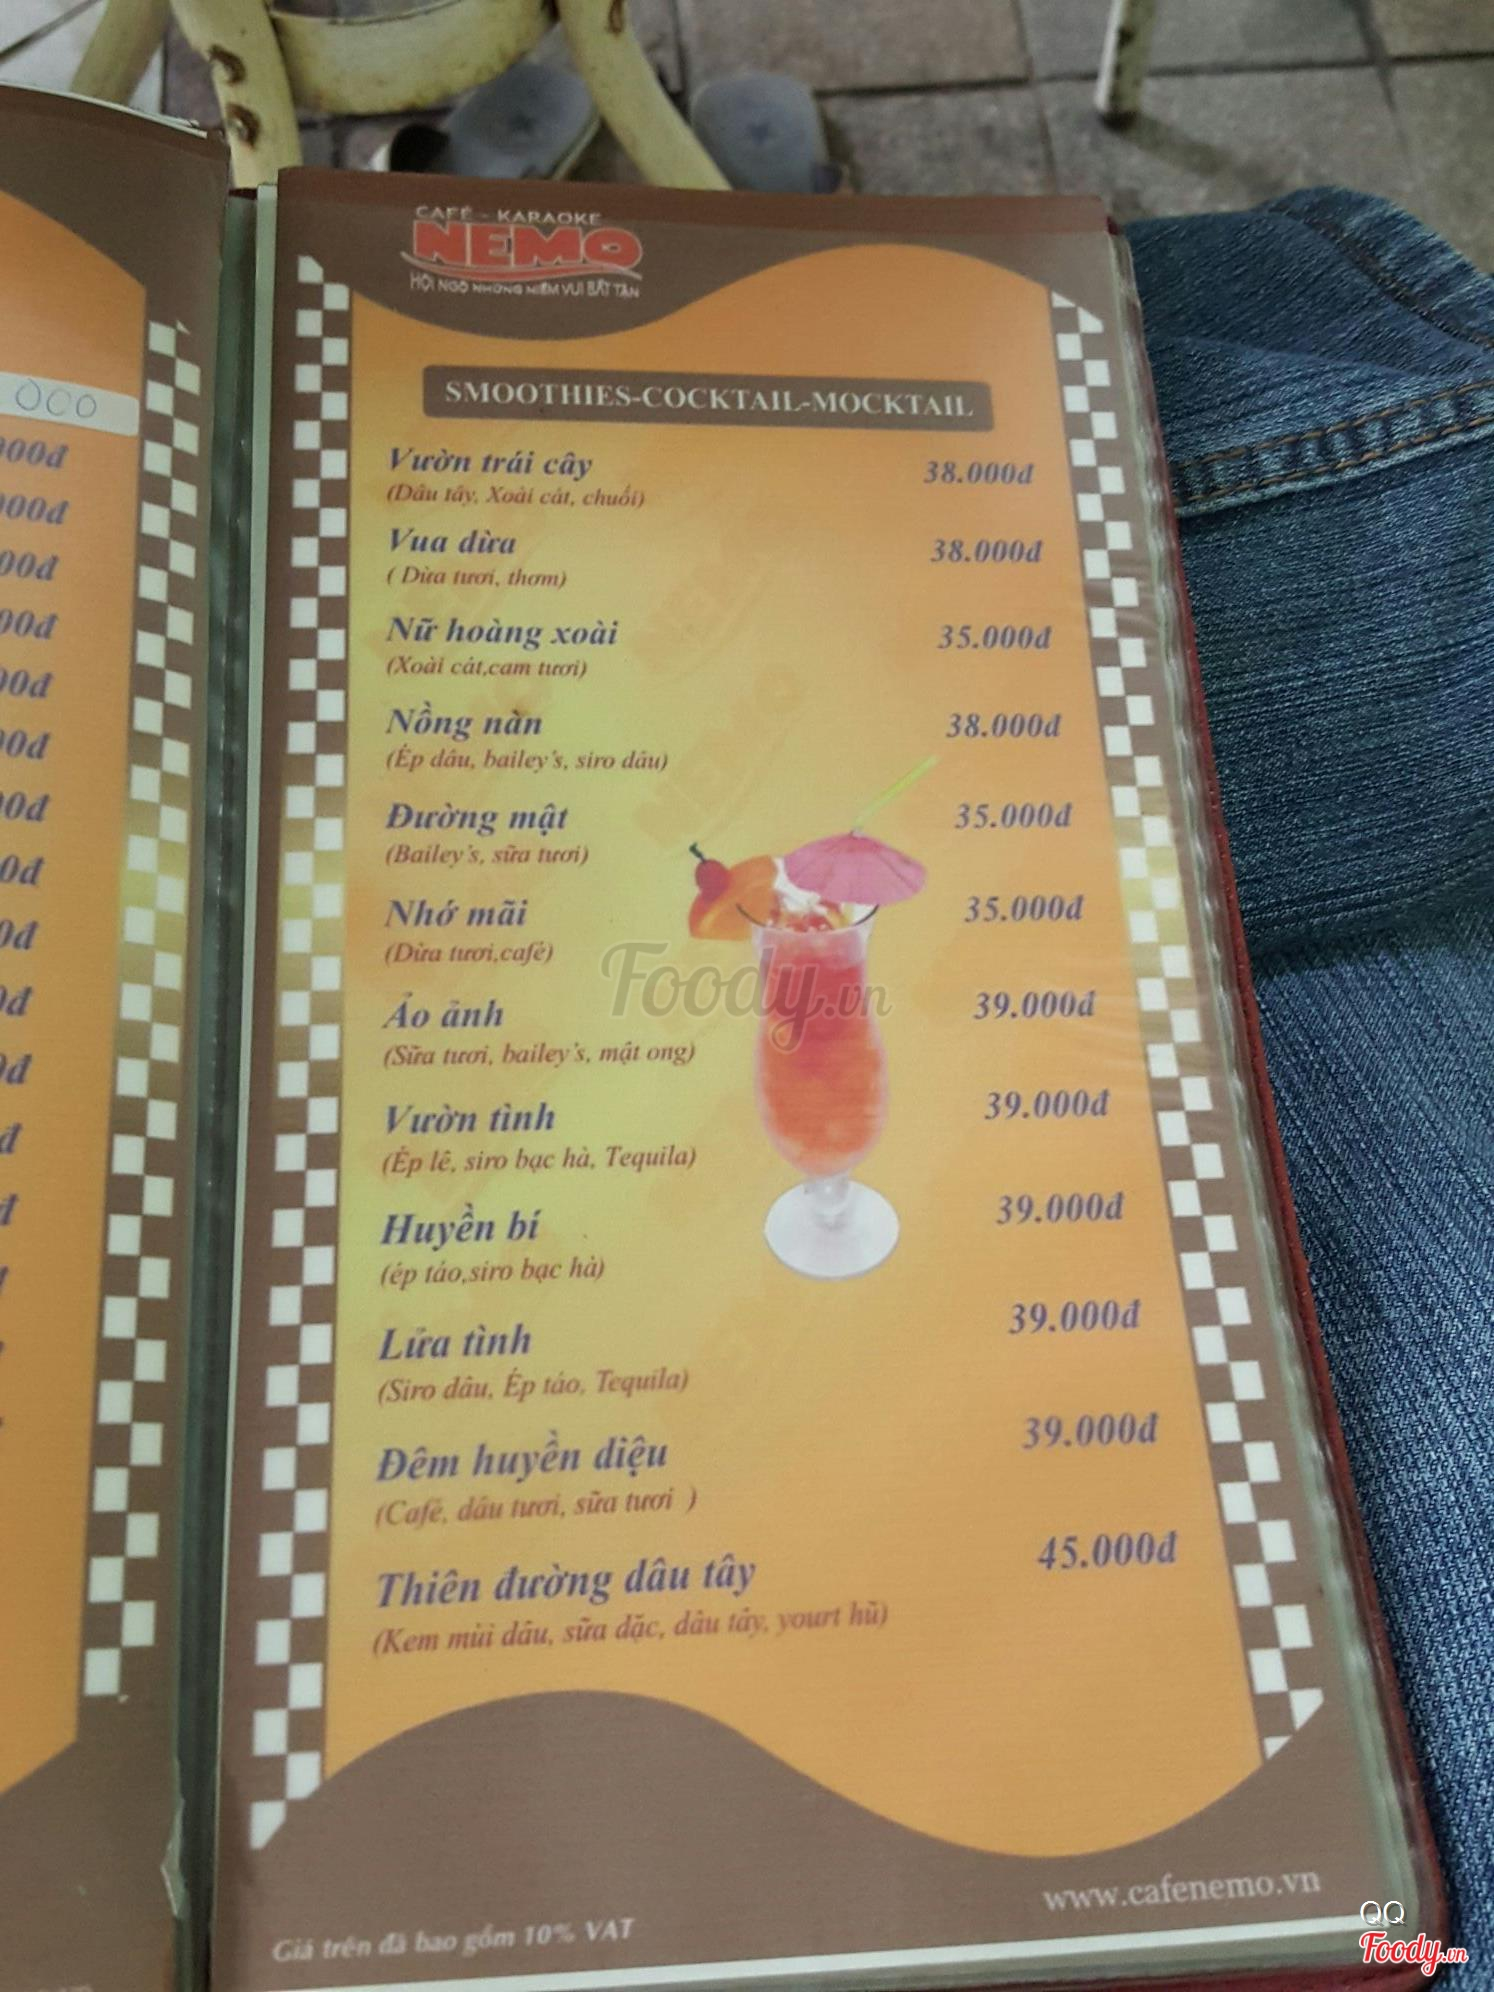 OCO
CAFÉ - KARAOKE
NEMO
HỘI NGỘ NHỮNG NIỀM VUI BẤT TẬN
SMOOTHIES-COCKTAIL-MOCKTAIL
Vườn trái cây 38.000đ
(Dâu tây, Xoài cát, chuối)
Vua dừa 38.000đ
( Dừa tươi, thơm)
Nữ hoàng xoài 35.000đ
(Xoài cát,cam tươi)
Nồng nàn 38.000đ
(Ép dâu, bailey's, siro dâu)
Đường mật 35.000đ
(Bailey's, sữa tươi)
Nhớ mãi 35.000đ
(Dừa tươi,café)
Ảo ảnh 39.000đ
(Sữa tươi, bailey's, mật ong)
Vườn tình 39.000đ
(Ép lê, siro bạc hà, Tequila)
Huyền bí 39.000đ
(ép táo,siro bạc hà)
Lửa tình 39.000đ
(Siro dâu, Ép táo, Tequila)
Đêm huyền diệu 39.000đ
(Café, dâu tươi, sữa tươi )
Thiên đường dâu tây 45.000đ
(Kem mùi dâu, sữa dặc, dâu tây, yourt hũ)
Foody.vn
www.cafenemo.vn
Giá trên đã bao gồm 10% VAT
QQ
Foody.vn